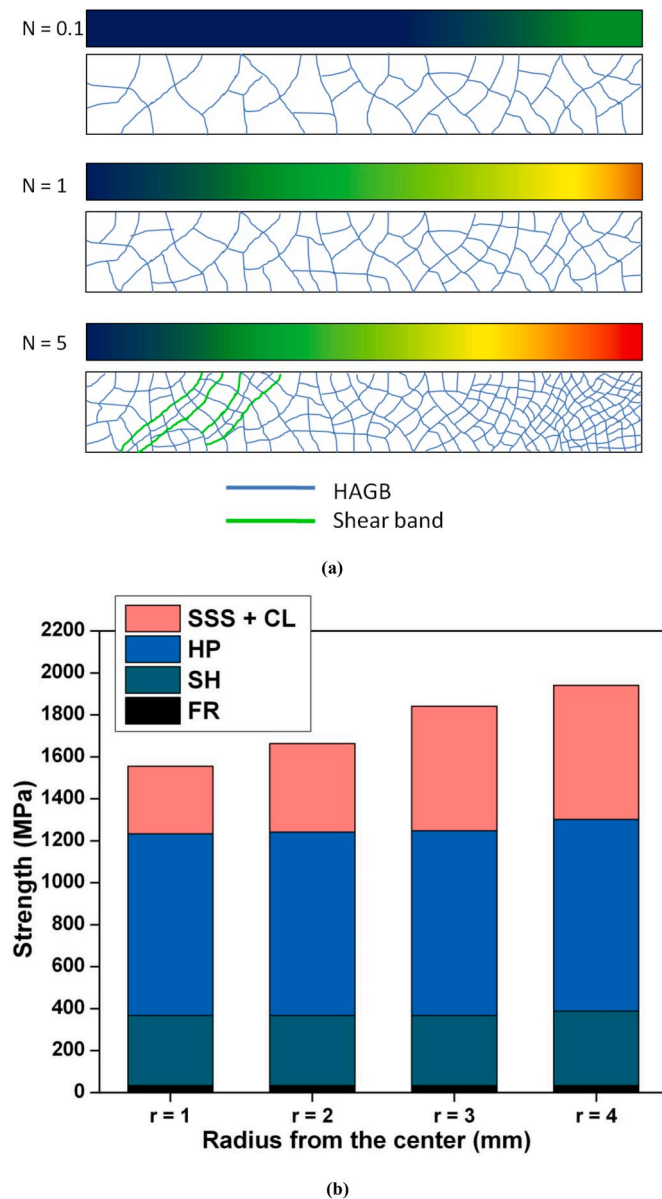 N = 0.1
N = 1
N = 5
HAGB
Shear band
(a)
SSS + CL
HP
SH
FR
2200
2000
1800
1600
1400
1200
1000
800
600
400
200
0
Strength (MPa)
r = 1
r = 2
r = 3
r = 4
Radius from the center (mm)
(b)